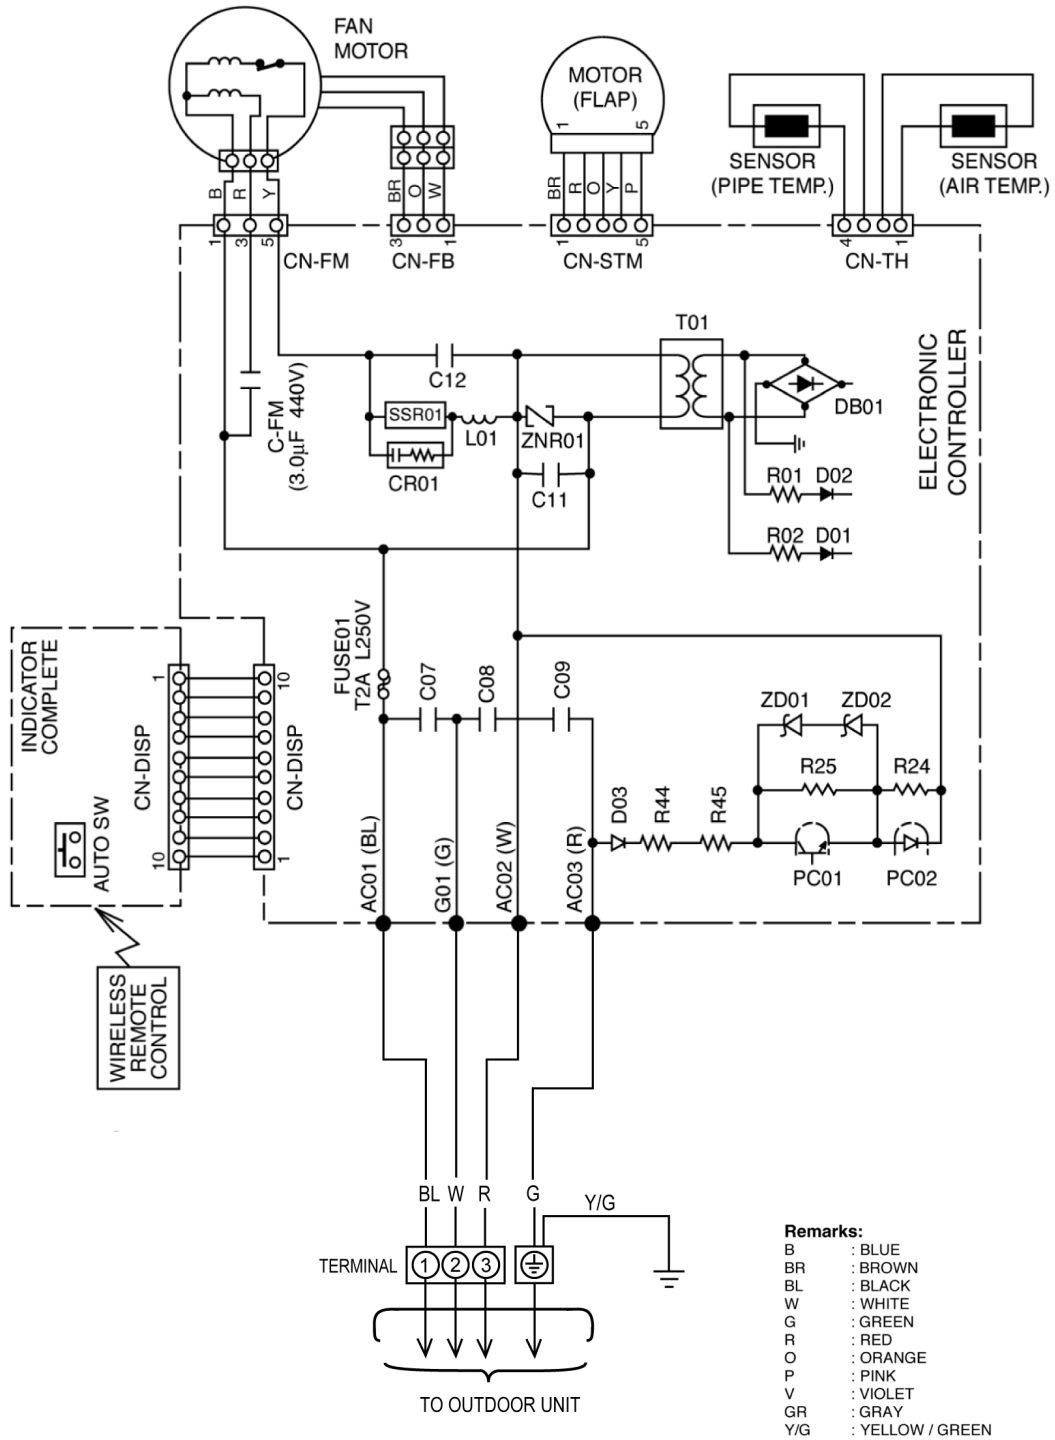 FAN
MOTOR
MOTOR
(FLAP)
1
5
SENSOR
(PIPE TEMP.)
SENSOR
(AIR TEMP.)
B
R
Y
BR
O
W
BR
R
O
Y
P
1
3
5
CN-FM
3
1
CN-FB
1
5
CN-STM
4
1
CN-TH
ELECTRONIC
CONTROLLER
T01
C12
DB01
SSR01
L01
ZNR01
C-FM
(3.0µF 440V)
CR01
C11
R01
D02
R02
D01
FUSE01
T2A L250V
C07
C08
C09
INDICATOR
COMPLETE
1
10
CN-DISP
10
1
CN-DISP
AUTO SW
ZD01
ZD02
R25
R24
D03
R44
R45
PC01
PC02
AC01 (BL)
G01 (G)
AC02 (W)
AC03 (R)
WIRELESS
REMOTE
CONTROL
BL
W
R
G
Y/G
TERMINAL
1
2
3
TO OUTDOOR UNIT
Remarks:
B : BLUE
BR : BROWN
BL : BLACK
W : WHITE
G : GREEN
R : RED
O : ORANGE
P : PINK
V : VIOLET
GR : GRAY
Y/G : YELLOW / GREEN